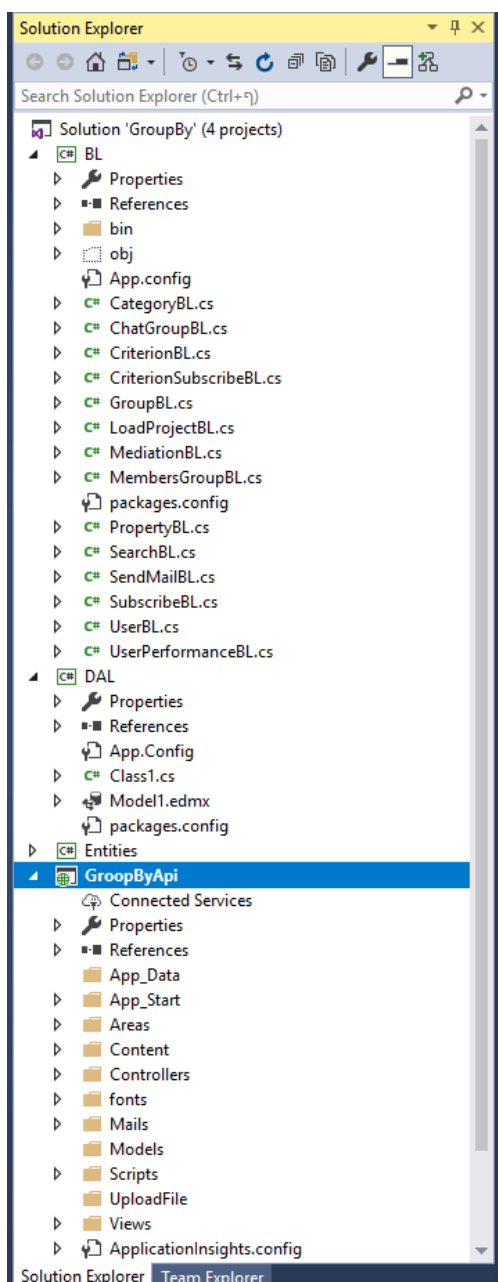 Solution Explorer
Search Solution Explorer (Ctrl+ף)
Solution 'GroupBy' (4 projects)
C# BL
Properties
References
bin
obj
App.config
C# CategoryBL.cs
C# ChatGroupBL.cs
C# CriterionBL.cs
C# CriterionSubscribeBL.cs
C# GroupBL.cs
C# LoadProjectBL.cs
C# MediationBL.cs
C# MembersGroupBL.cs
packages.config
C# PropertyBL.cs
C# SearchBL.cs
C# SendMailBL.cs
C# SubscribeBL.cs
C# UserBL.cs
C# UserPerformanceBL.cs
C# DAL
Properties
References
App.Config
C# Class1.cs
Model1.edmx
packages.config
C# Entities
GroopByApi
Connected Services
Properties
References
App_Data
App_Start
Areas
Content
Controllers
fonts
Mails
Models
Scripts
UploadFile
Views
ApplicationInsights.config
Solution Explorer Team Explorer